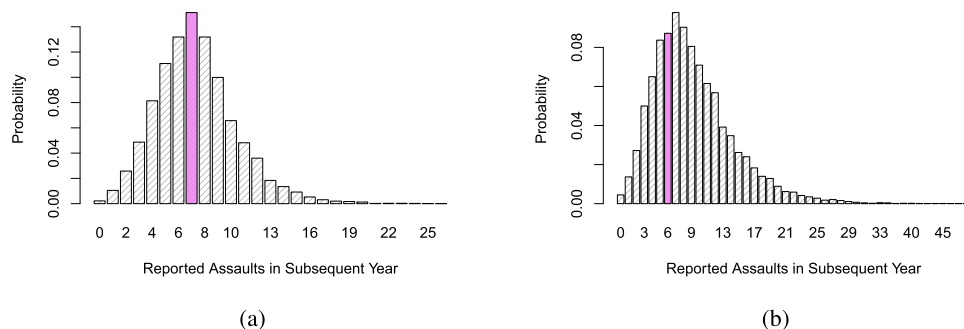 0.12
0.08
0.04
0.00
Probability
0 2 4 6 8 10 13 16 19 22 25
Reported Assaults in Subsequent Year
(a)
0.08
0.04
0.00
Probability
0 3 6 9 13 17 21 25 29 33 40 45
Reported Assaults in Subsequent Year
(b)